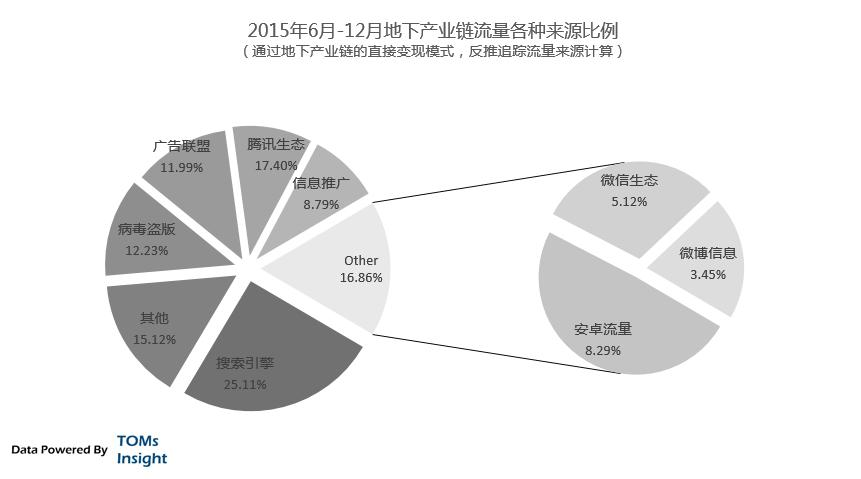 2015年6月-12月地下产业链流量各种来源比例
（通过地下产业链的直接变现模式，反推追踪流量来源计算）
广告联盟
11.99%
腾讯生态
17.40%
信息推广
8.79%
病毒盗版
12.23%
Other
16.86%
其他
15.12%
搜索引擎
25.11%
微信生态
5.12%
微博信息
3.45%
安卓流量
8.29%
Data Powered By
TOMs
Insight